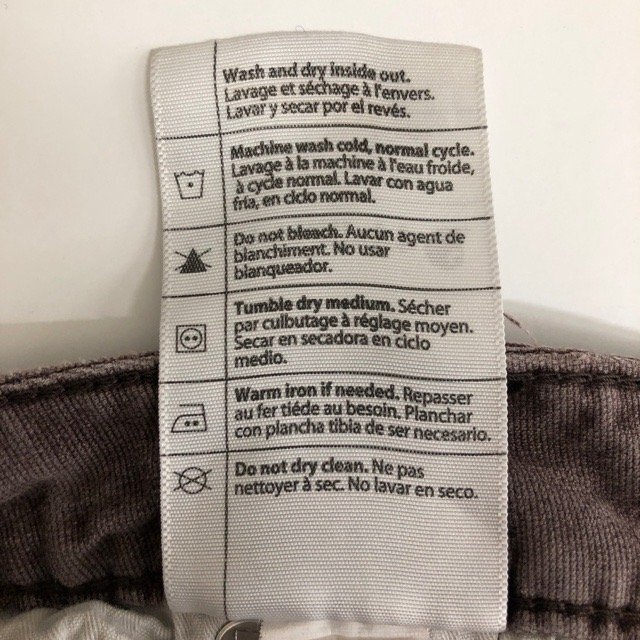 Wash and dry inside out.
Lavage et séchage à l'envers.
Lavar y secar por el revés.
Machine wash cold, normal cycle.
Lavage à la machine à l'eau froide,
à cycle normal. Lavar con agua
fría, en ciclo normal.
Do not bleach. Aucun agent de
blanchiment. No usar
blanqueador.
Tumble dry medium. Sécher
par culbutage à réglage moyen.
Secar en secadora en ciclo
medio.
Warm iron if needed. Repasser
au fer tiéde au besoin. Planchar
con plancha tibia de ser necesario.
Do not dry clean. Ne pas
nettoyer à sec. No lavar en seco.